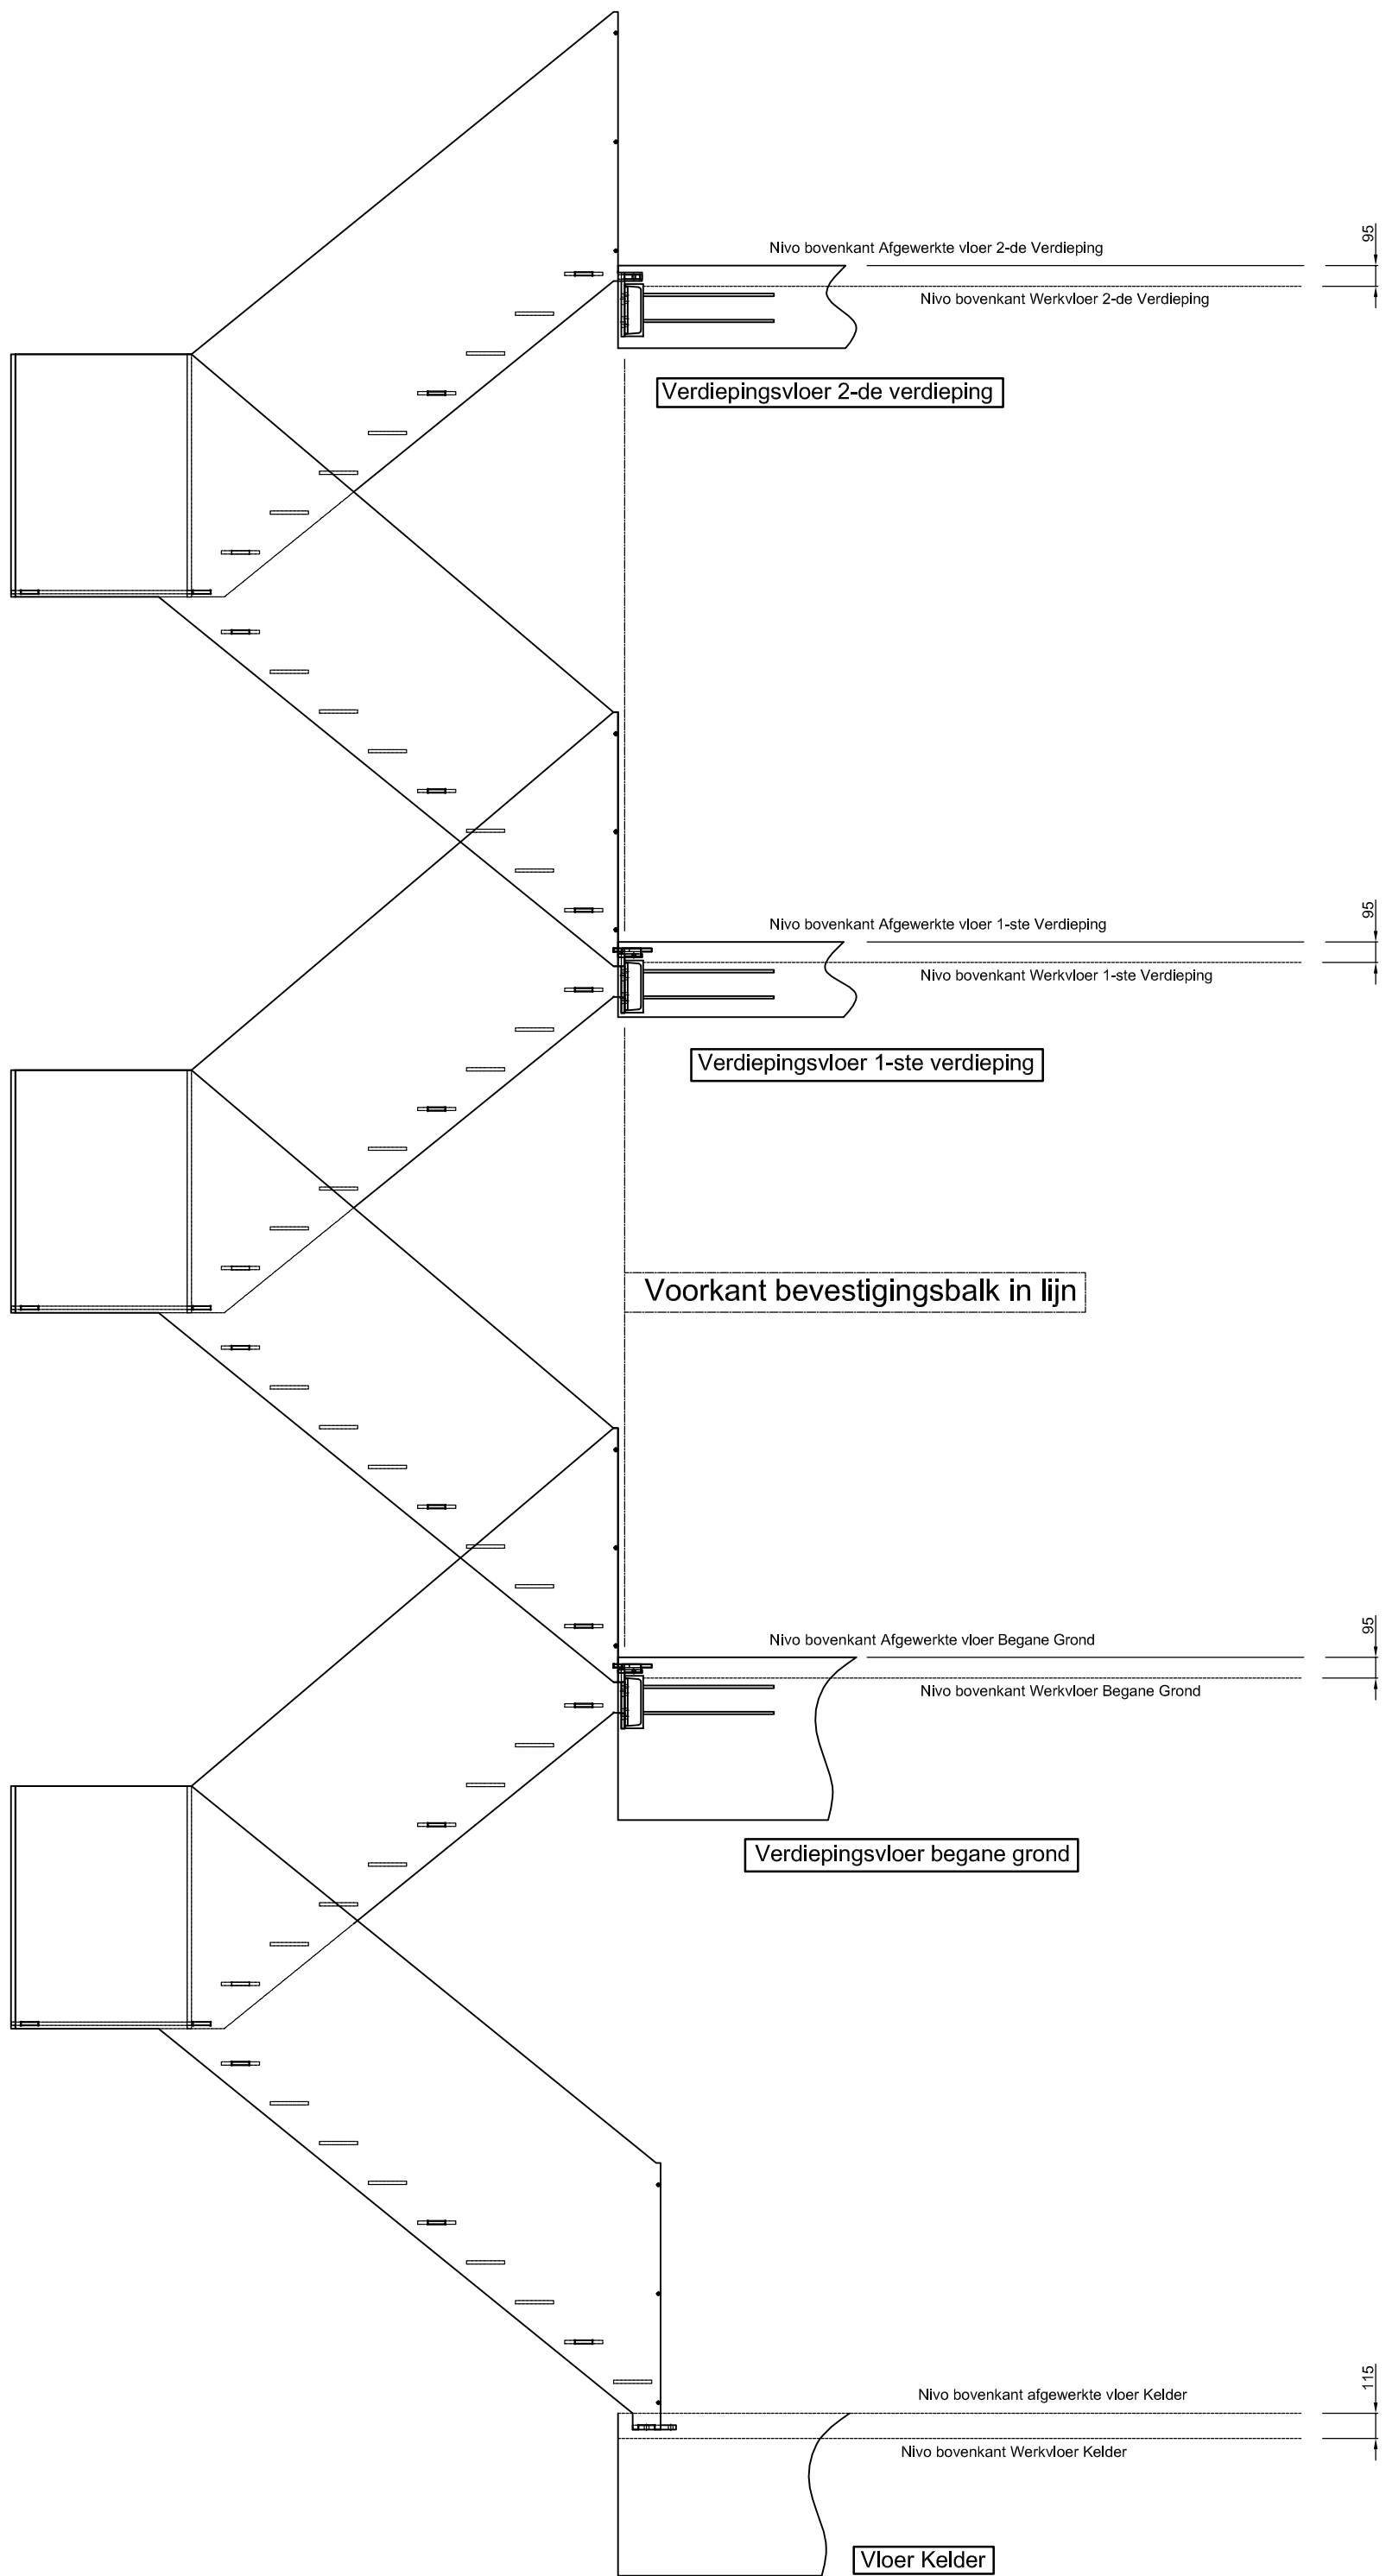 Nivo bovenkant Afgewerkte vloer 2-de Verdieping
95
Nivo bovenkant Werkvloer 2-de Verdieping
Verdiepingsvloer 2-de verdieping
Nivo bovenkant Afgewerkte vloer 1-ste Verdieping
95
Nivo bovenkant Werkvloer 1-ste Verdieping
Verdiepingsvloer 1-ste verdieping
Voorkant bevestigingsbalk in lijn
Nivo bovenkant Afgewerkte vloer Begane Grond
95
Nivo bovenkant Werkvloer Begane Grond
Verdiepingsvloer begane grond
Nivo bovenkant afgewerkte vloer Kelder
115
Nivo bovenkant Werkvloer Kelder
Vloer Kelder